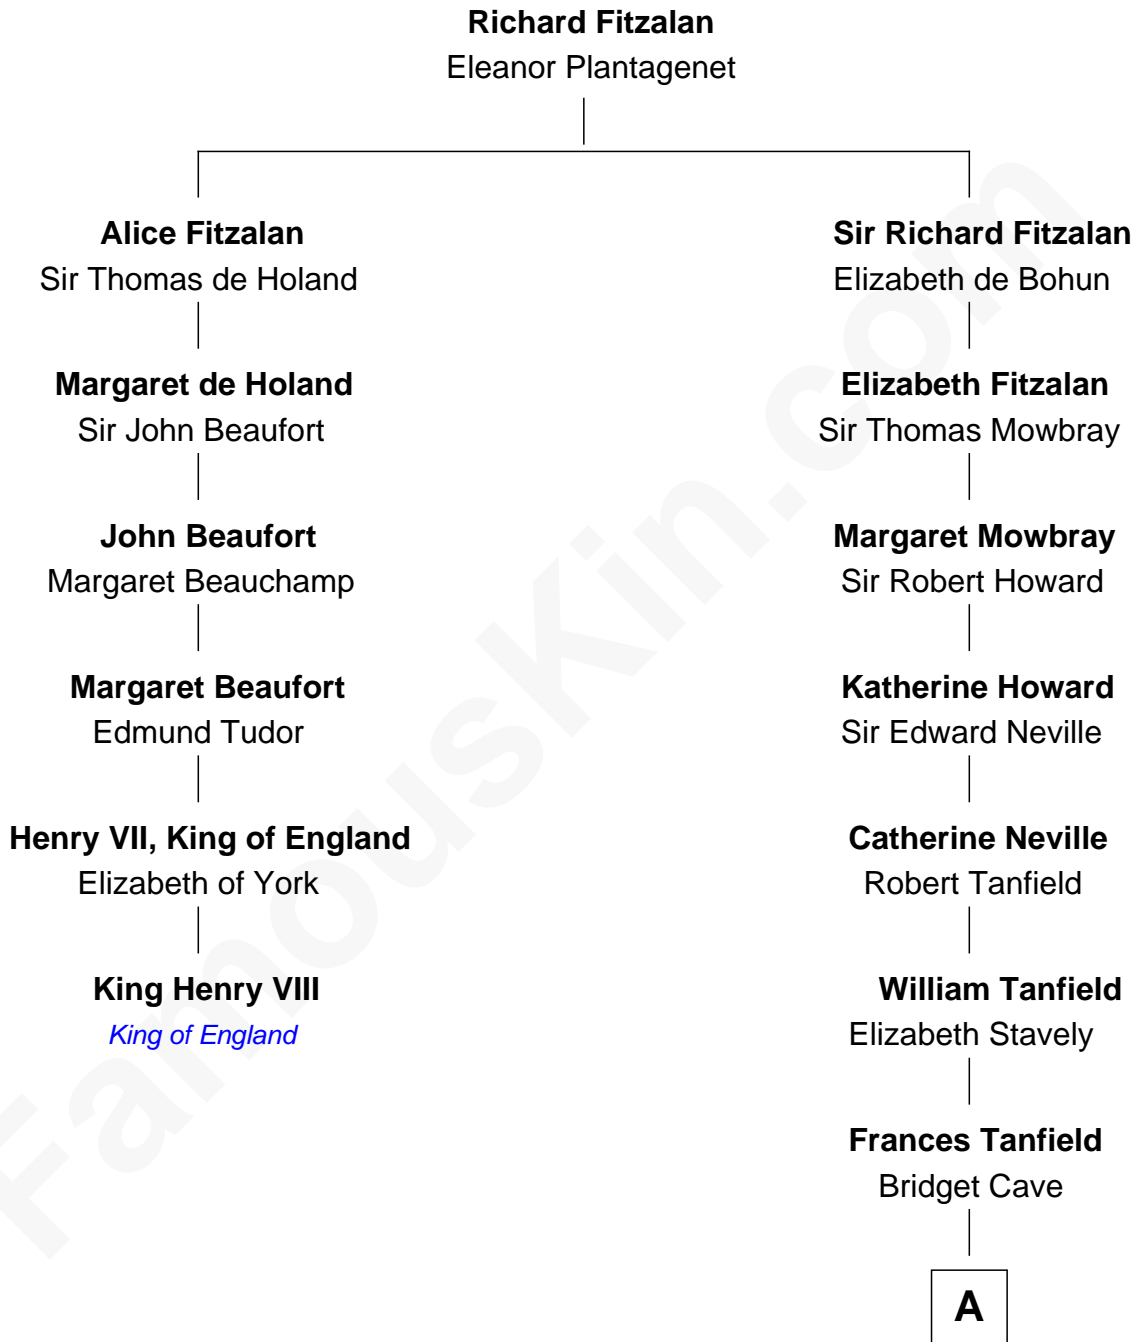 Richard Fitzalan
Eleanor Plantagenet
Alice Fitzalan
Sir Thomas de Holand
Margaret de Holand
Sir John Beaufort
John Beaufort
Margaret Beauchamp
Margaret Beaufort
Edmund Tudor
Henry VII, King of England
Elizabeth of York
King Henry VIII
King of England
Sir Richard Fitzalan
Elizabeth de Bohun
Elizabeth Fitzalan
Sir Thomas Mowbray
Margaret Mowbray
Sir Robert Howard
Katherine Howard
Sir Edward Neville
Catherine Neville
Robert Tanfield
William Tanfield
Elizabeth Stavely
Frances Tanfield
Bridget Cave
A
FamousKin.com